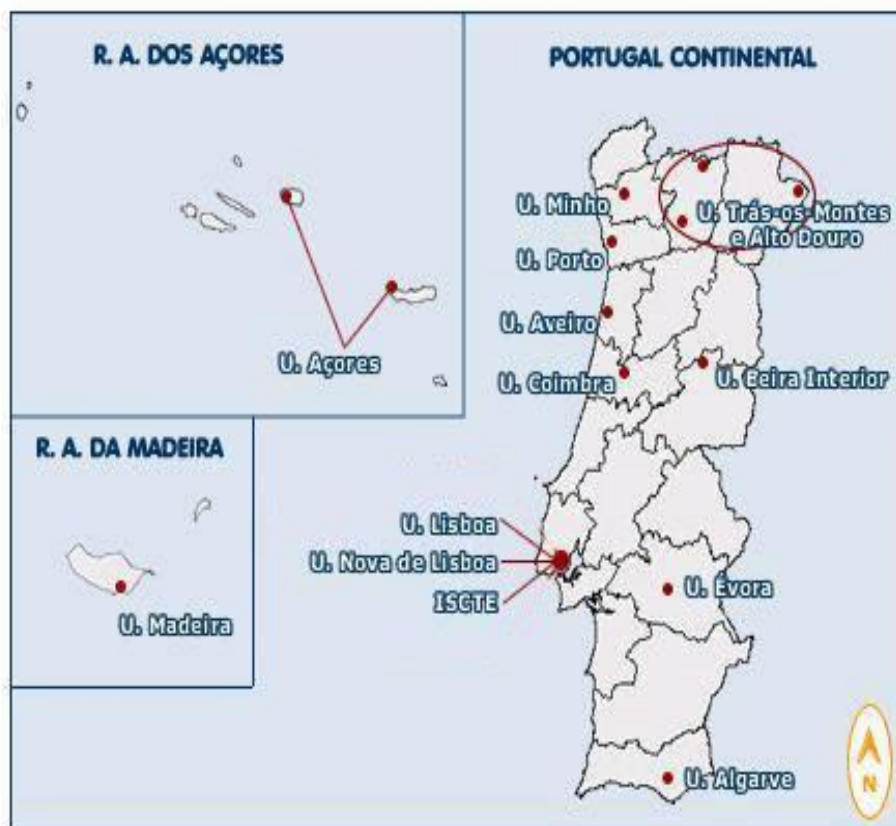 R. A. DOS AÇORES
U. Açores
R. A. DA MADEIRA
U. Madeira
PORTUGAL CONTINENTAL
U. Minho
U. Trás-os-Montes
e Alto Douro
U. Porto
U. Aveiro
U. Coimbra
U. Beira Interior
U. Lisboa
U. Nova de Lisboa
ISCTE
U. Évora
U. Algarve
N